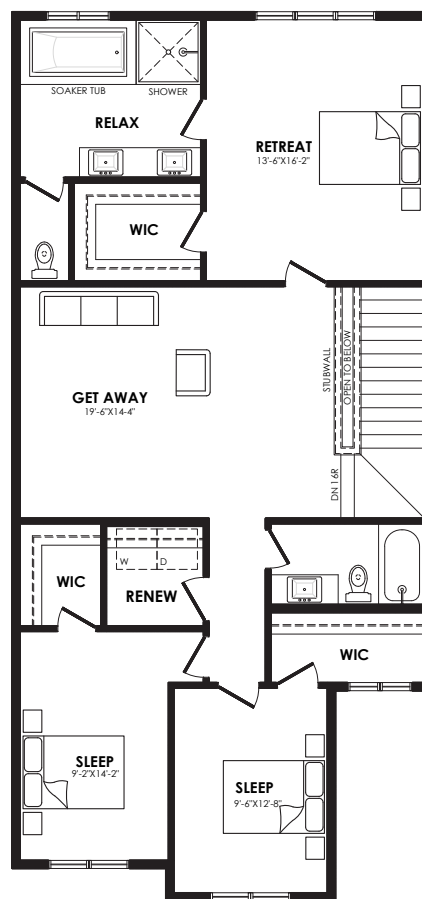 SOAKER TUB
SHOWER
RELAX
RETREAT
13'-6"X16'-2"
WIC
STUBWALL
OPEN TO BELOW
GET AWAY
19'-6"X14-4"
DN 16R
W D
WIC
RENEW
WIC
SLEEP
9'-2"X14'-2"
SLEEP
9'-6"X12'-8"